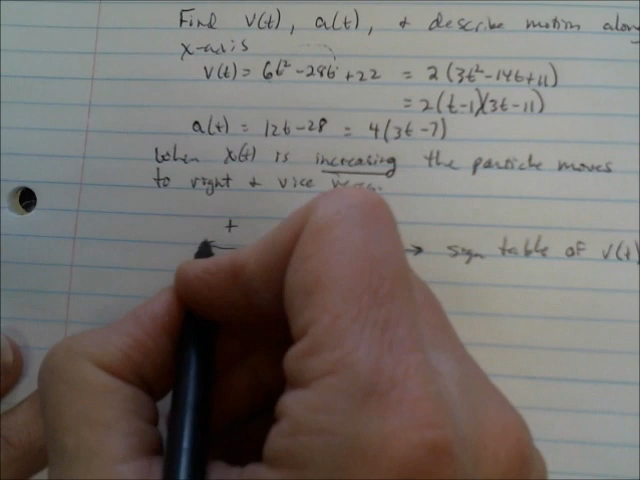 Find v(t), a(t), & describe motion along
x-axis
v(t) = 6t² - 28t + 22 = 2(3t² - 14t + 11)
= 2(t-1)(3t-11)
a(t) = 12t - 28 = 4(3t - 7)
When x(t) is increasing the particle moves
to right & vice versa.
+
sign table of v(t)